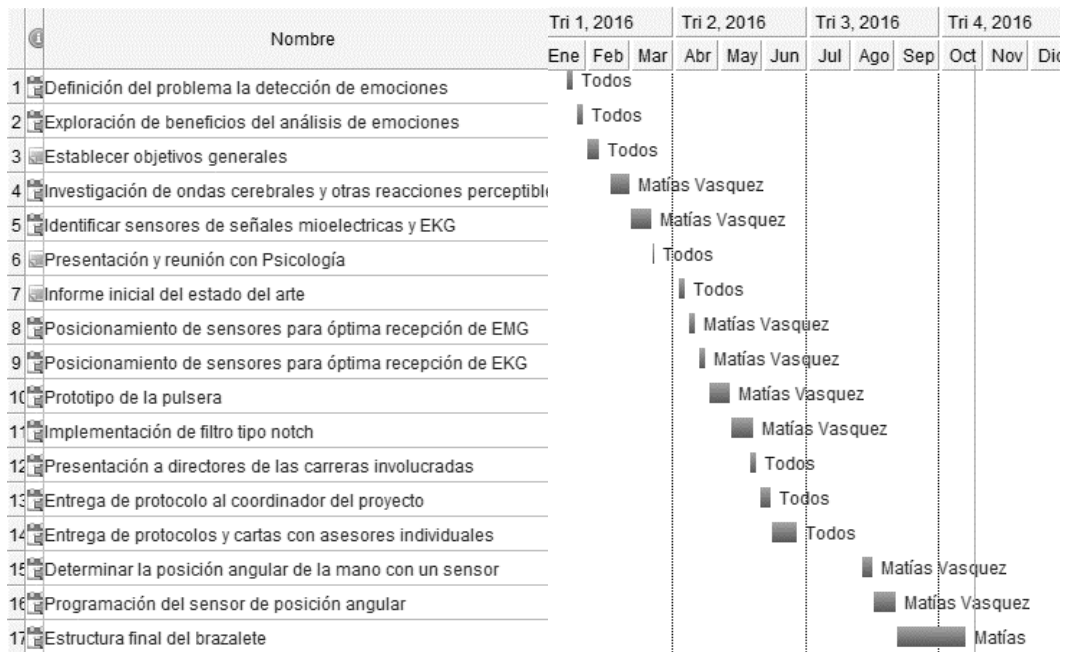 Nombre
Tri 1, 2016 Tri 2, 2016 Tri 3, 2016 Tri 4, 2016
Ene Feb Mar Abr May Jun Jul Ago Sep Oct Nov Dic
1 Definición del problema la detección de emociones Todos
2 Exploración de beneficios del análisis de emociones Todos
3 Establecer objetivos generales Todos
4 Investigación de ondas cerebrales y otras reacciones perceptible Matías Vasquez
5 Identificar sensores de señales mioelectricas y EKG Matías Vasquez
6 Presentación y reunión con Psicología Todos
7 Informe inicial del estado del arte Todos
8 Posicionamiento de sensores para óptima recepción de EMG Matías Vasquez
9 Posicionamiento de sensores para óptima recepción de EKG Matías Vasquez
10 Prototipo de la pulsera Matías Vasquez
11 Implementación de filtro tipo notch Matías Vasquez
12 Presentación a directores de las carreras involucradas Todos
13 Entrega de protocolo al coordinador del proyecto Todos
14 Entrega de protocolos y cartas con asesores individuales Todos
15 Determinar la posición angular de la mano con un sensor Matías Vasquez
16 Programación del sensor de posición angular Matías Vasquez
17 Estructura final del brazalete Matías